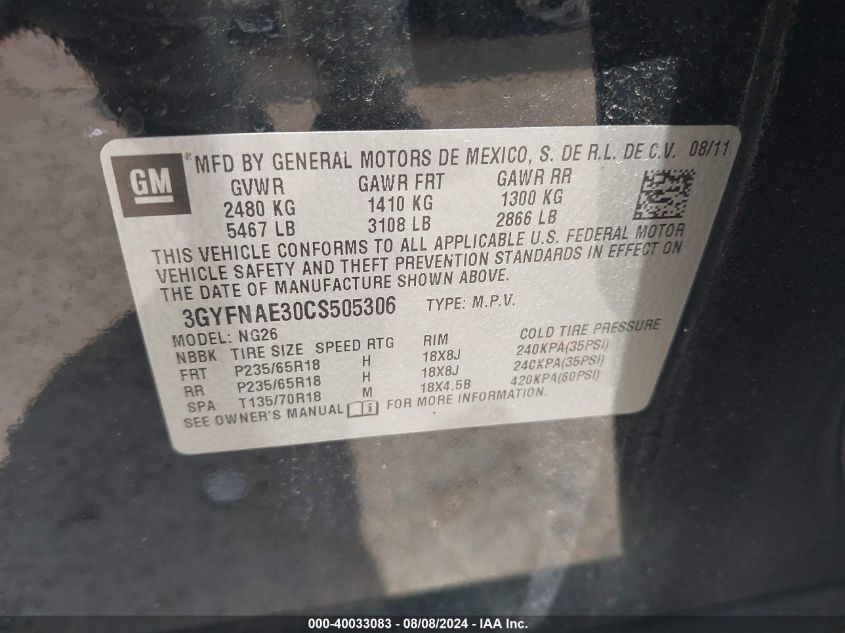 GM ® MFD BY GENERAL MOTORS DE MEXICO, S. DE R.L. DE C.V. 08/11
GVWR GAWR FRT GAWR RR
2480 KG 1410 KG 1300 KG
5467 LB 3108 LB 2866 LB
THIS VEHICLE CONFORMS TO ALL APPLICABLE U.S. FEDERAL MOTOR
VEHICLE SAFETY AND THEFT PREVENTION STANDARDS IN EFFECT ON
THE DATE OF MANUFACTURE SHOWN ABOVE.
3GYFNAE30CS505306 TYPE: M.P.V.
MODEL: NG26
NBBK TIRE SIZE SPEED RTG RIM COLD TIRE PRESSURE
FRT P235/65R18 H 18X8J 240KPA(35PSI)
RR P235/65R18 H 18X8J 240KPA(35PSI)
SPA T135/70R18 M 18X4.5B 420KPA(60PSI)
SEE OWNER'S MANUAL i FOR MORE INFORMATION.
000-40033083 - 08/08/2024 - IAA Inc.